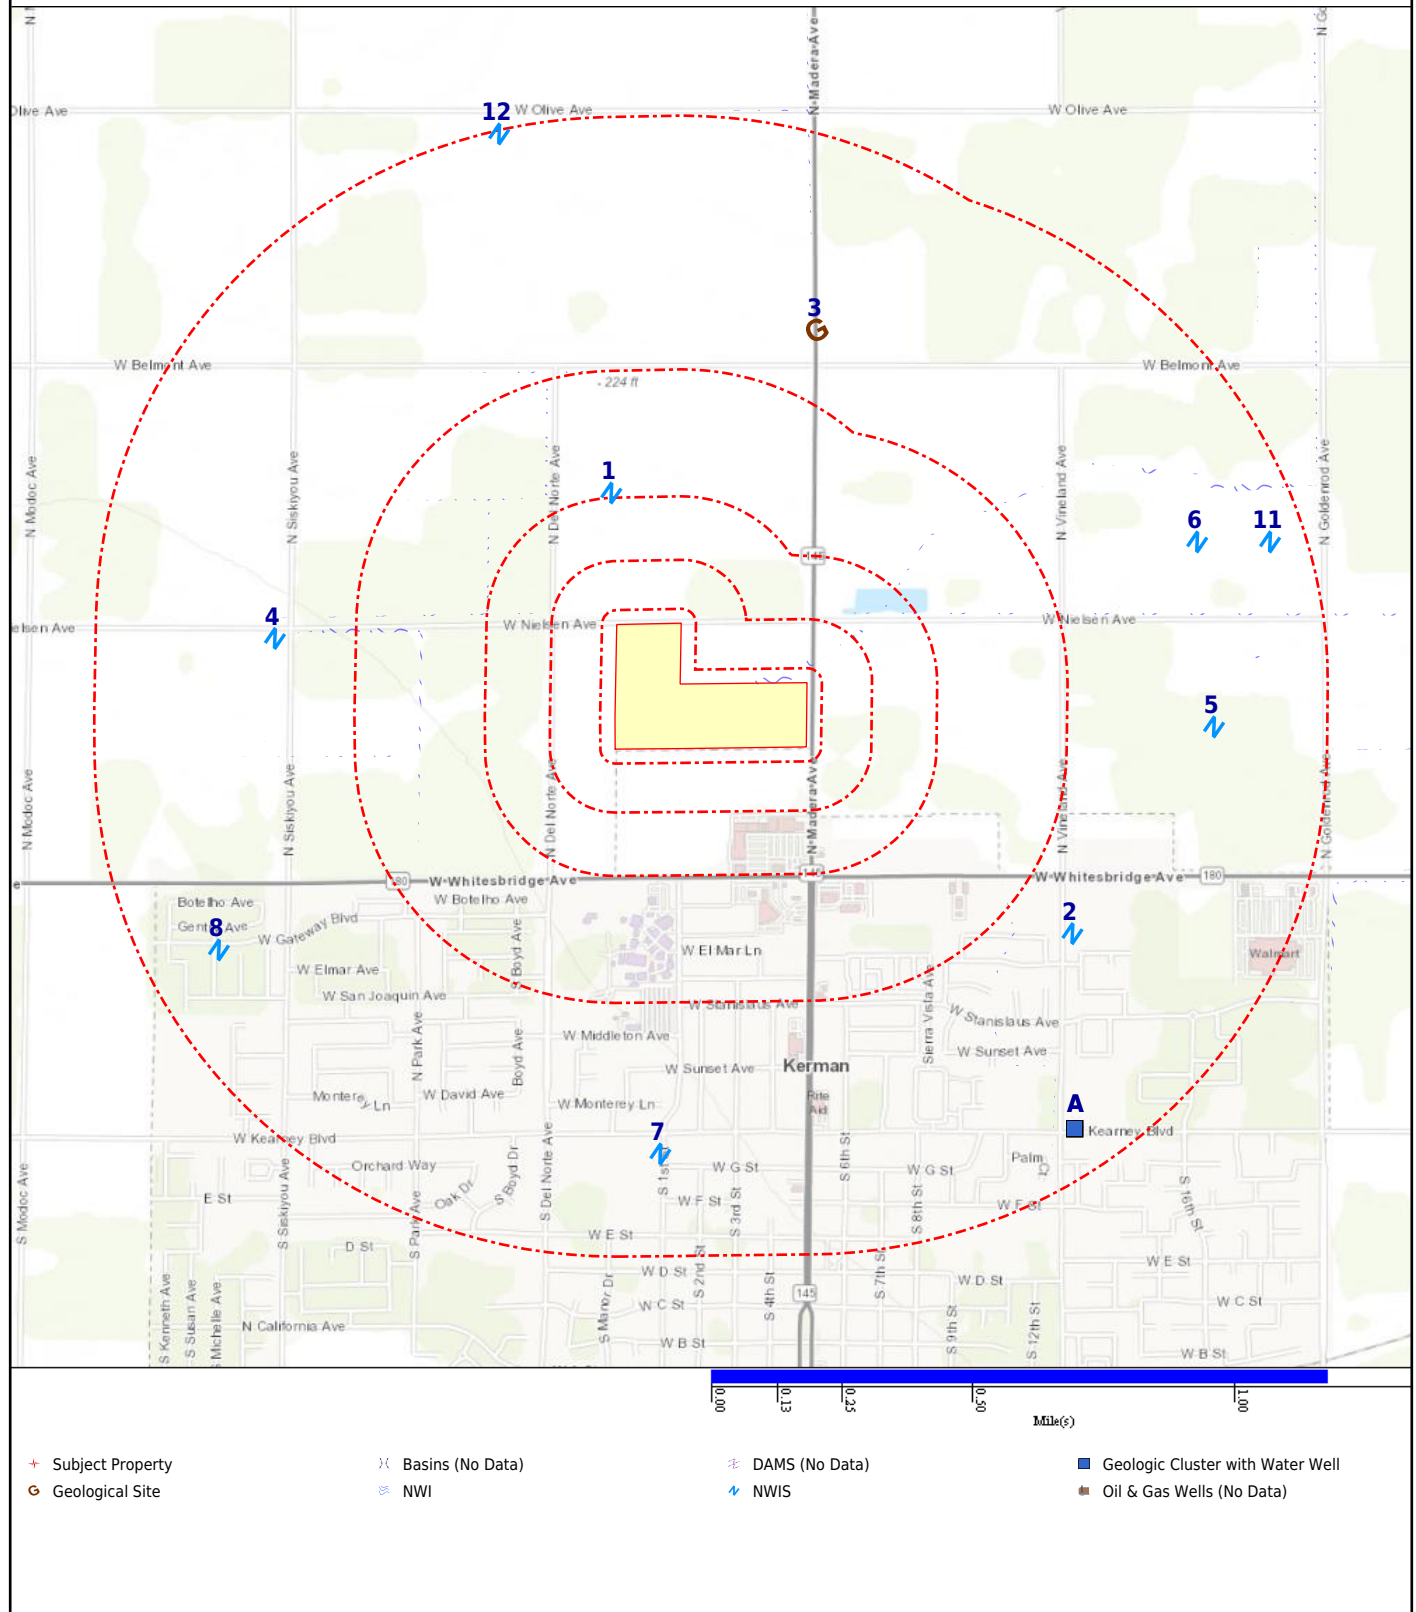 N Madera Ave
12
Olive Ave
W Olive Ave
W Olive Ave
3
W Belmont Ave
W Belmont Ave
- 224 ft
N Modoc Ave
N Siskiyou Ave
N Del Norte Ave
N Vineland Ave
N Goldenrod Ave
1
6
11
145
4
elsen Ave
W Nielsen Ave
W Nielsen Ave
5
N Modoc Ave
N Siskiyou Ave
N Del Norte Ave
N Madera Ave
N Vineland Ave
N Goldenrod Ave
145
180
W Whitesbridge Ave
W Whitesbridge Ave
180
e
Botelho Ave
W Botelho Ave
8
W Gateway Blvd
2
S Boyd Ave
W El Mar Ln
Walmart
W Elmar Ave
W San Joaquin Ave
W Stanislaus Ave
Sierra Vista Ave
W Stanislaus Ave
N Park Ave
Boyd Ave
W Middleton Ave
W Sunset Ave
W Sunset Ave
Kerman
Monterey Ln
W David Ave
W Monterey Ln
Rite
Aid
A
7
W Kearney Blvd
Kearney Blvd
Orchard Way
W G St
W G St
Palm Ct
S Modoc Ave
S Siskiyou Ave
S Park Ave
Oak Dr
S Boyd Dr
S Del Norte Ave
S 3rd St
S 6th St
S 8th St
S 16th St
E St
W F St
W F St
W E St
D St
W E St
W D St
S 2nd St
S 7th St
W D St
S Kenneth Ave
S Susan Ave
S Michelle Ave
N California Ave
S Manor Dr
W C St
S 4th St
145
W C St
S 9th St
S 12th St
W B St
W B St
0.00
0.13
0.25
0.50
1.00
Mile(s)
Subject Property
Basins (No Data)
DAMS (No Data)
Geologic Cluster with Water Well
Geological Site
NWI
NWIS
Oil & Gas Wells (No Data)